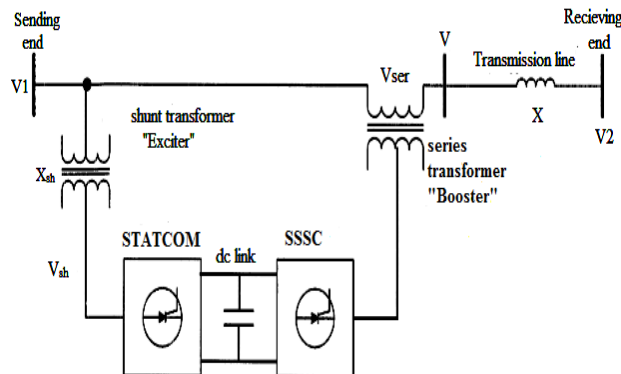 Sending
end
V1
Recieving
end
V
Vser
Transmission line
X
V2
shunt transformer
"Exciter"
series
transformer
"Booster"
Xsh
STATCOM
SSSC
dc link
Vsh